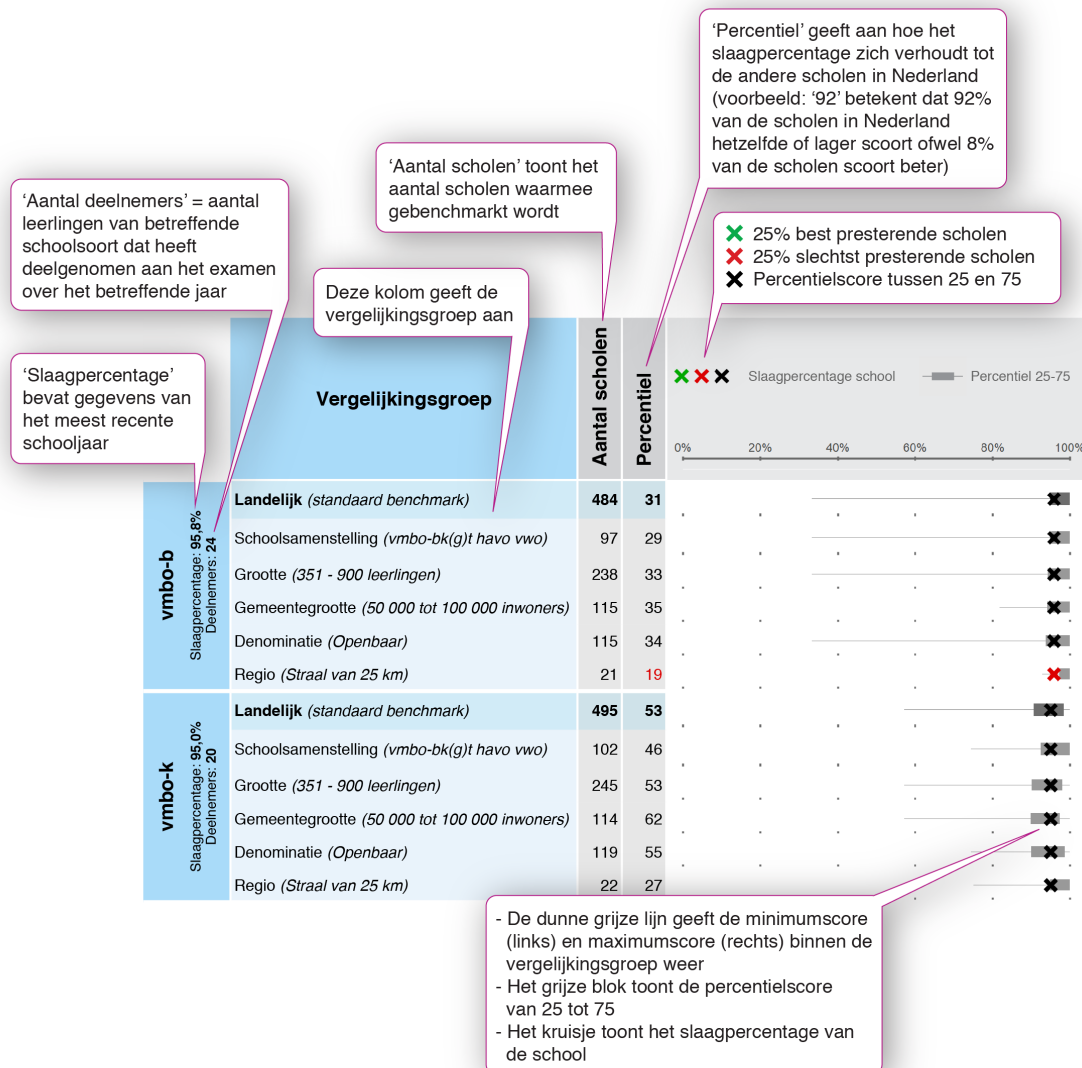 ‘Percentiel’ geeft aan hoe het
slaagpercentage zich verhoudt tot
de andere scholen in Nederland
(voorbeeld: ‘92’ betekent dat 92%
van de scholen in Nederland
hetzelfde of lager scoort ofwel 8%
van de scholen scoort beter)
‘Aantal scholen’ toont het
aantal scholen waarmee
gebenchmarkt wordt
‘Aantal deelnemers’ = aantal
leerlingen van betreffende
schoolsoort dat heeft
deelgenomen aan het examen
over het betreffende jaar
25% best presterende scholen
25% slechtst presterende scholen
Percentielscore tussen 25 en 75
Deze kolom geeft de
vergelijkingsgroep aan
‘Slaagpercentage’
bevat gegevens van
het meest recente
schooljaar
Vergelijkingsgroep
Aantal scholen
Percentiel
Slaagpercentage school
Percentiel 25-75
0% 20% 40% 60% 80% 100%
vmbo-b
Slaagpercentage: 95,8%
Deelnemers: 24
Landelijk (standaard benchmark) 484 31
Schoolsamenstelling (vmbo-bk(g)t havo vwo) 97 29
Grootte (351 - 900 leerlingen) 238 33
Gemeentegrootte (50 000 tot 100 000 inwoners) 115 35
Denominatie (Openbaar) 115 34
Regio (Straal van 25 km) 21 19
vmbo-k
Slaagpercentage: 95,0%
Deelnemers: 20
Landelijk (standaard benchmark) 495 53
Schoolsamenstelling (vmbo-bk(g)t havo vwo) 102 46
Grootte (351 - 900 leerlingen) 245 53
Gemeentegrootte (50 000 tot 100 000 inwoners) 114 62
Denominatie (Openbaar) 119 55
Regio (Straal van 25 km) 22 27
- De dunne grijze lijn geeft de minimumscore
(links) en maximumscore (rechts) binnen de
vergelijkingsgroep weer
- Het grijze blok toont de percentielscore
van 25 tot 75
- Het kruisje toont het slaagpercentage van
de school